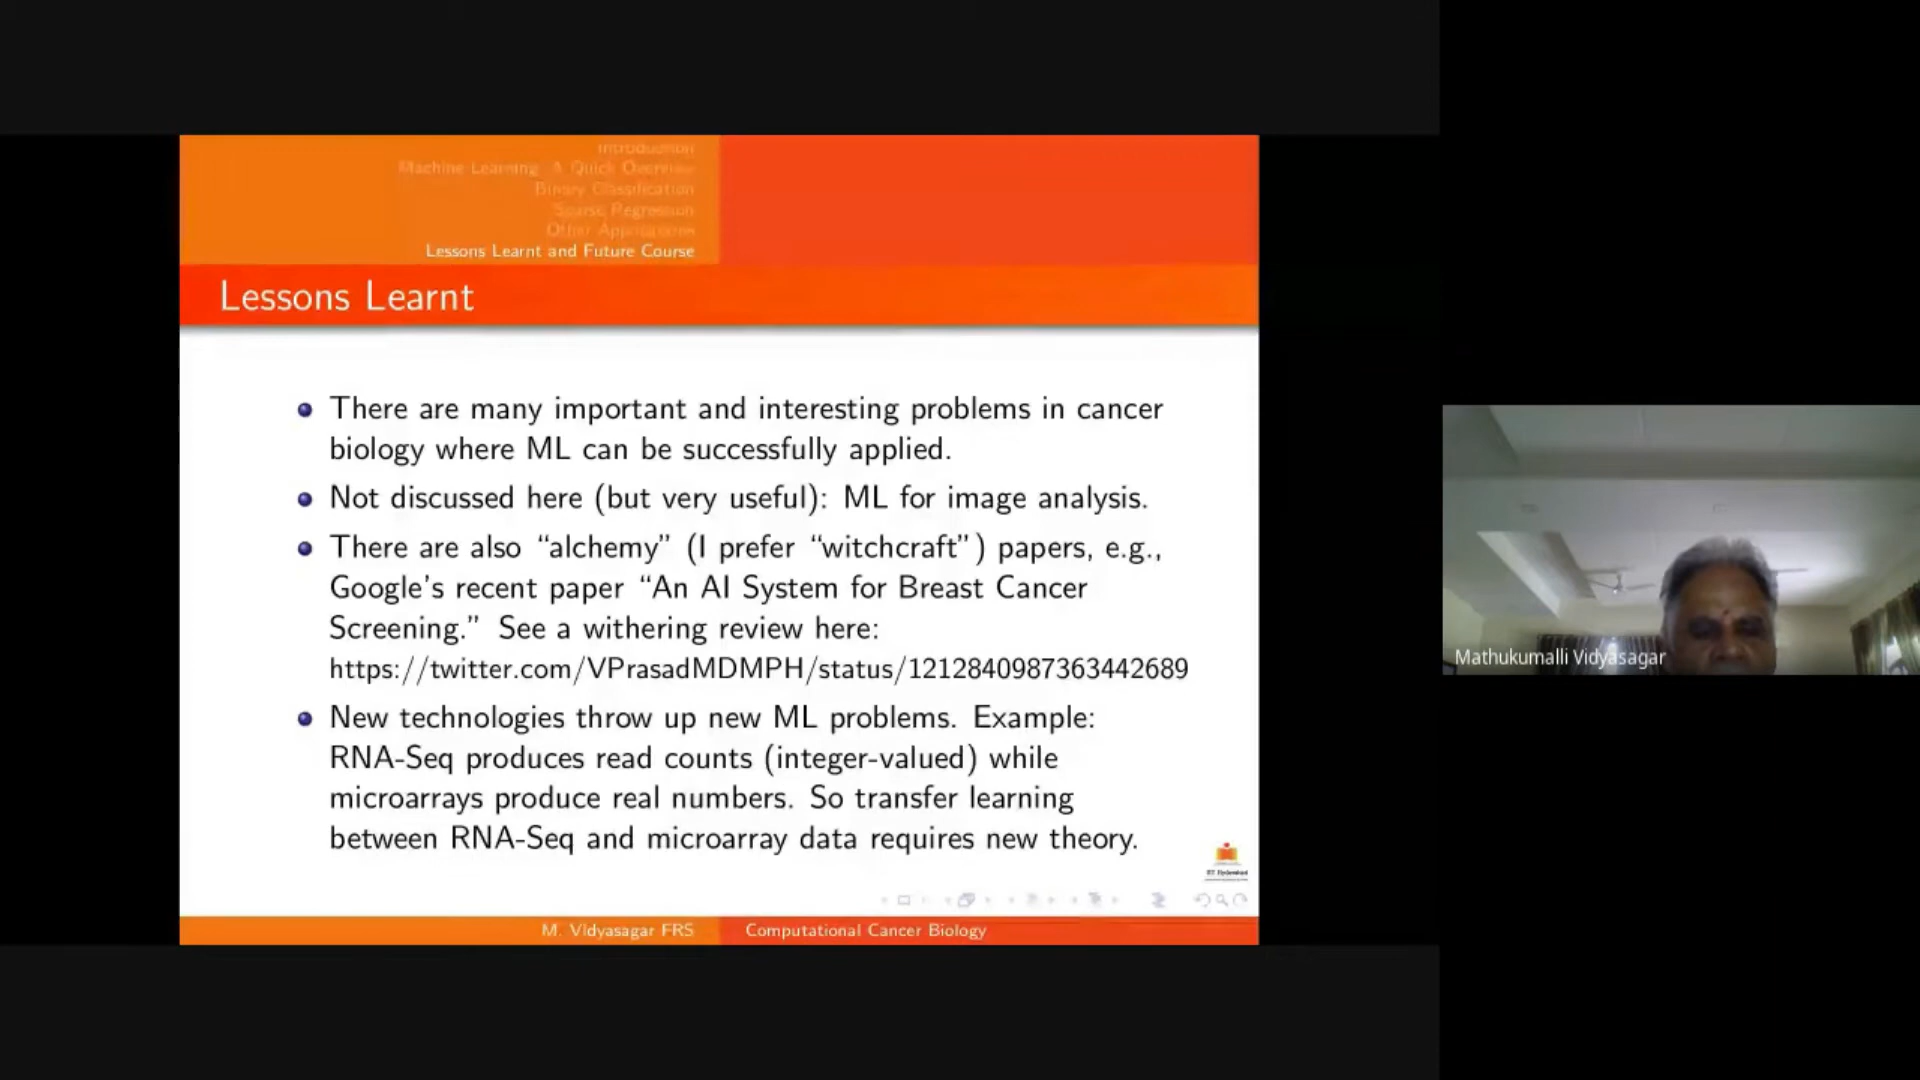 Introduction
Machine Learning: A Quick Overview
Binary Classification
Sparse Regression
Other Applications
Lessons Learnt and Future Course
Lessons Learnt
There are many important and interesting problems in cancer
biology where ML can be successfully applied.
Not discussed here (but very useful): ML for image analysis.
There are also “alchemy” (I prefer “witchcraft”) papers, e.g.,
Google's recent paper “An AI System for Breast Cancer
Screening.” See a withering review here:
https://twitter.com/VPrasadMDMPH/status/1212840987363442689
New technologies throw up new ML problems. Example:
RNA-Seq produces read counts (integer-valued) while
microarrays produce real numbers. So transfer learning
between RNA-Seq and microarray data requires new theory.
IIT Hyderabad
M. Vidyasagar FRS
Computational Cancer Biology
Mathukumalli Vidyasagar